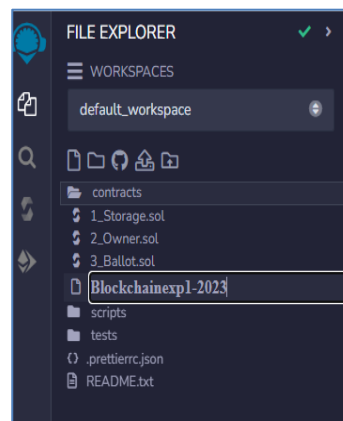 FILE EXPLORER
WORKSPACES
default_workspace
contracts
1_Storage.sol
2_Owner.sol
3_Ballot.sol
Blockchainexp1-2023
scripts
tests
.prettierrc.json
README.txt